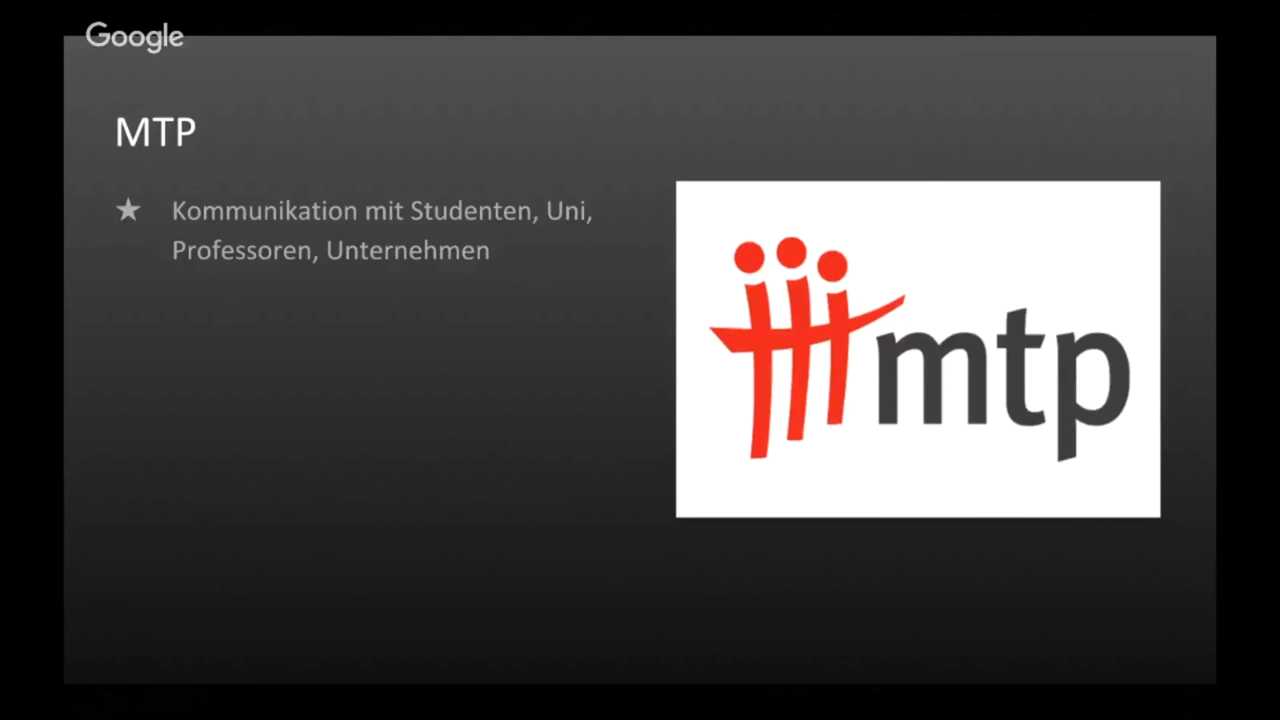 Google
MTP
★ Kommunikation mit Studenten, Uni,
Professoren, Unternehmen
mtp